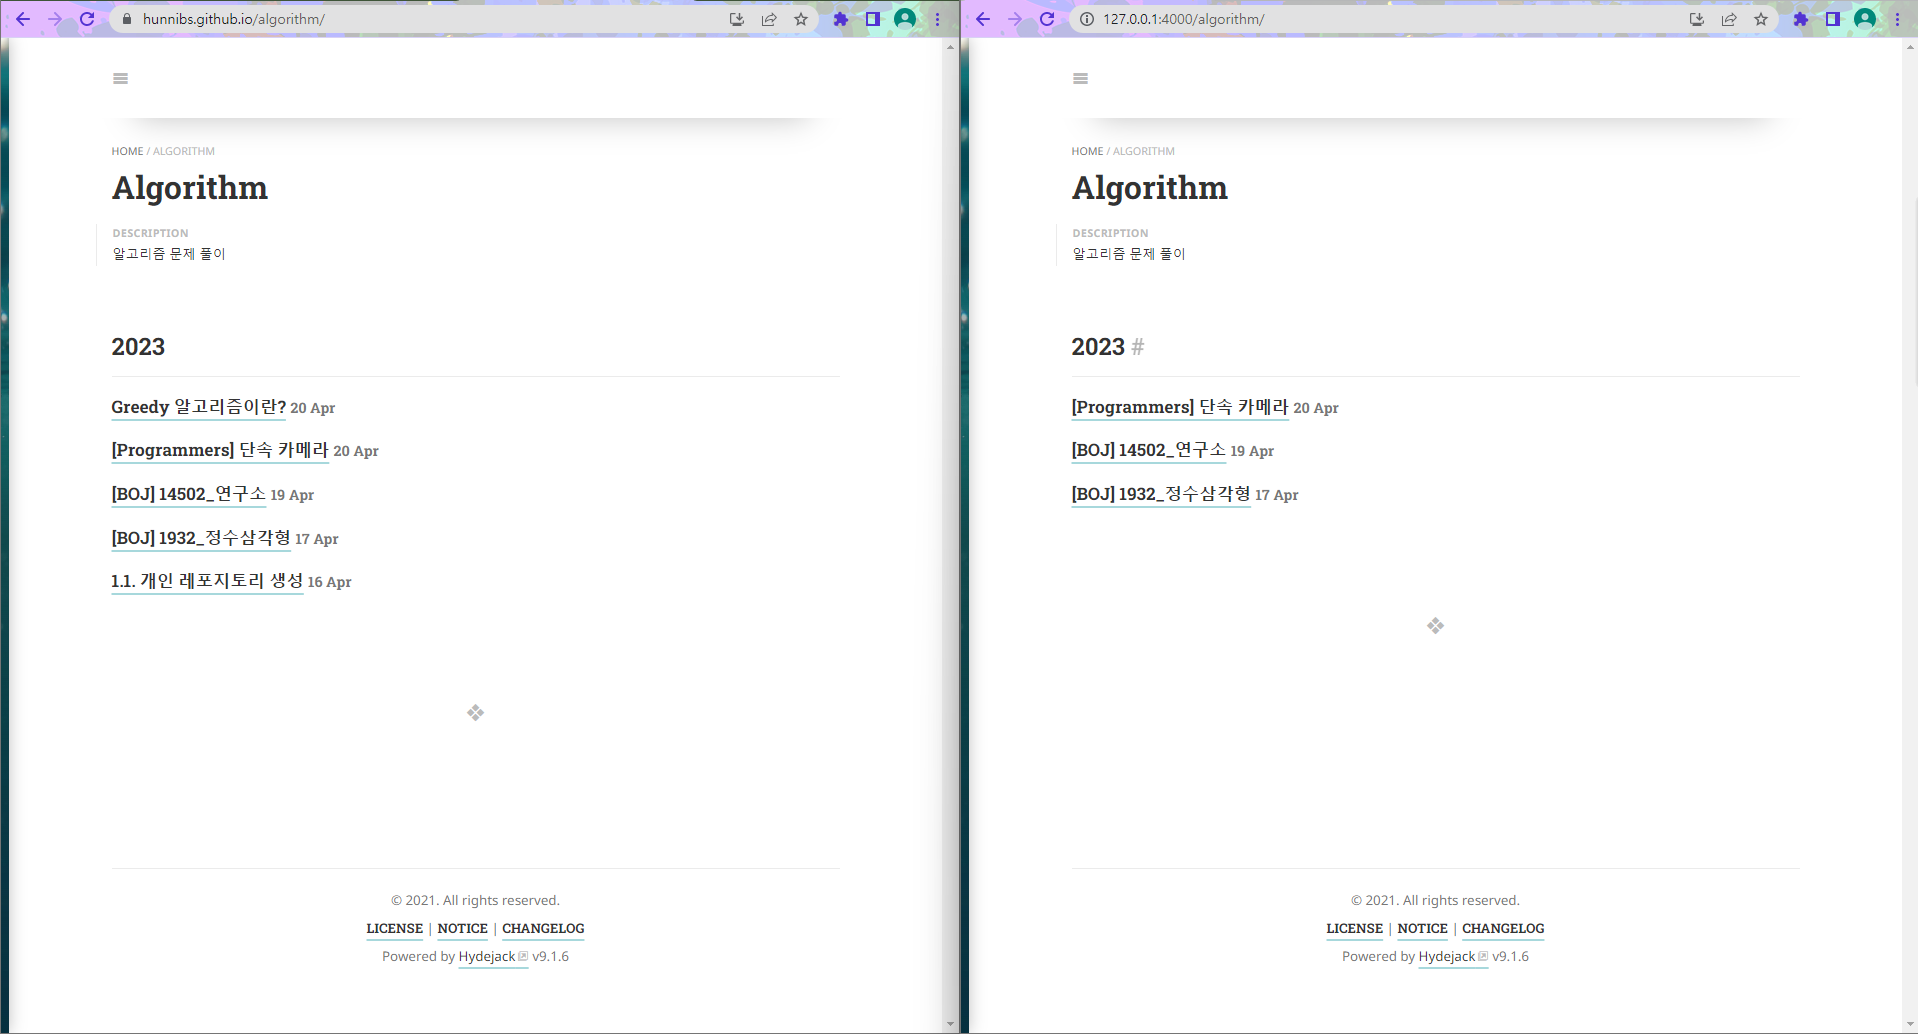 hunnibs.github.io/algorithm/
HOME / ALGORITHM
Algorithm
DESCRIPTION
알고리즘 문제 풀이
2023
Greedy 알고리즘이란? 20 Apr
[Programmers] 단속 카메라 20 Apr
[BOJ] 14502_연구소 19 Apr
[BOJ] 1932_정수삼각형 17 Apr
1.1. 개인 레포지토리 생성 16 Apr
© 2021. All rights reserved.
LICENSE | NOTICE | CHANGELOG
Powered by Hydejack v9.1.6
127.0.0.1:4000/algorithm/
HOME / ALGORITHM
Algorithm
DESCRIPTION
알고리즘 문제 풀이
2023 #
[Programmers] 단속 카메라 20 Apr
[BOJ] 14502_연구소 19 Apr
[BOJ] 1932_정수삼각형 17 Apr
© 2021. All rights reserved.
LICENSE | NOTICE | CHANGELOG
Powered by Hydejack v9.1.6